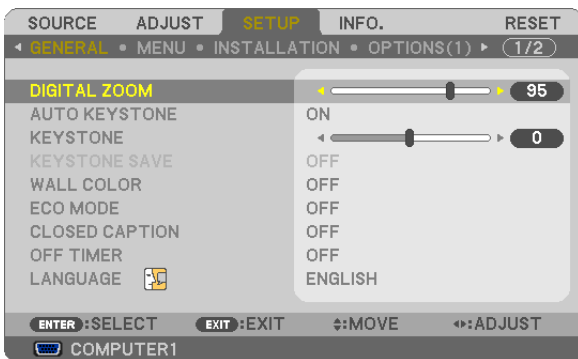 SOURCE ADJUST SETUP INFO. RESET
GENERAL • MENU • INSTALLATION • OPTIONS(1) 1/2
DIGITAL ZOOM 95
AUTO KEYSTONE ON
KEYSTONE 0
KEYSTONE SAVE OFF
WALL COLOR OFF
ECO MODE OFF
CLOSED CAPTION OFF
OFF TIMER OFF
LANGUAGE ENGLISH
ENTER :SELECT EXIT :EXIT :MOVE :ADJUST
COMPUTER1